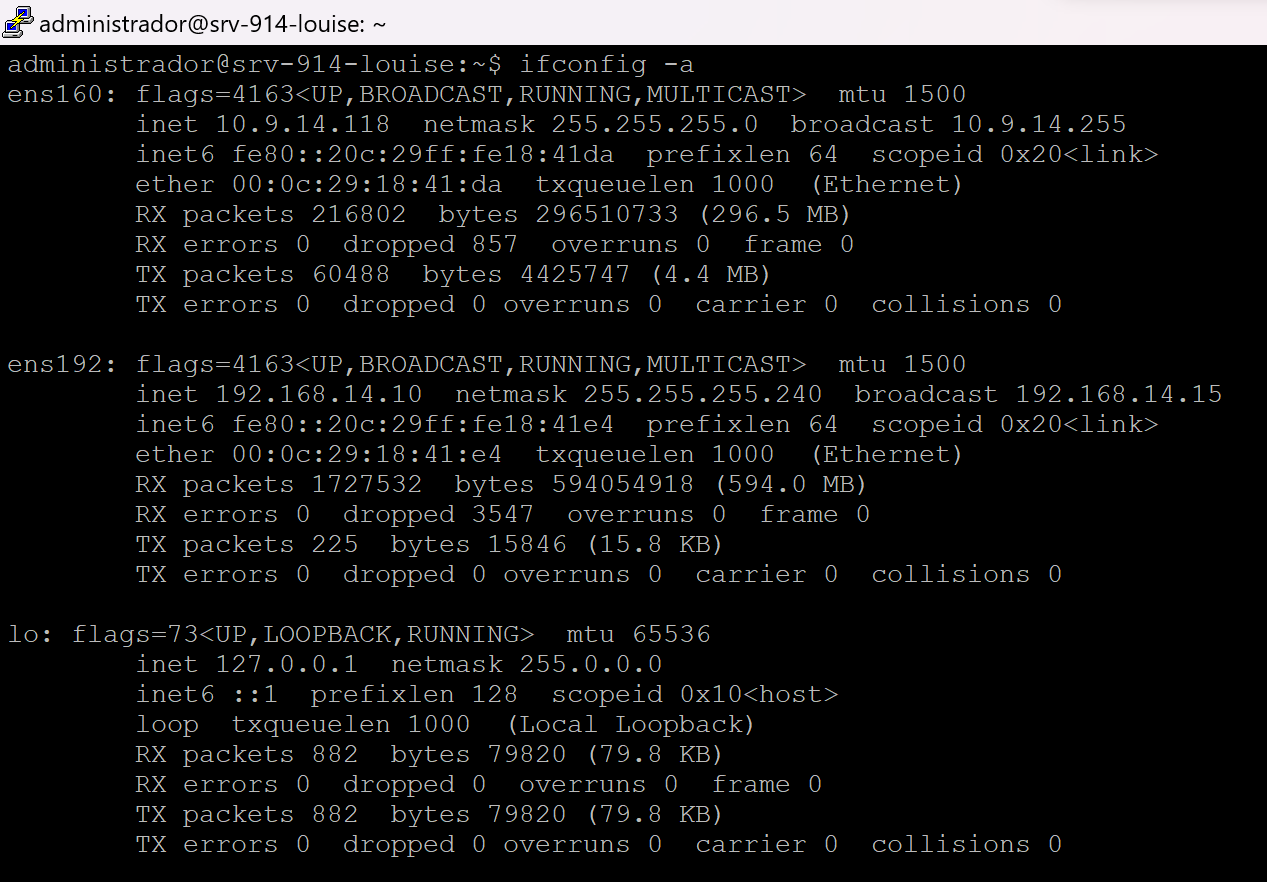 administrador@srv-914-louise: ~
administrador@srv-914-louise:~$ ifconfig -a
ens160: flags=4163<UP,BROADCAST,RUNNING,MULTICAST>  mtu 1500
        inet 10.9.14.118  netmask 255.255.255.0  broadcast 10.9.14.255
        inet6 fe80::20c:29ff:fe18:41da  prefixlen 64  scopeid 0x20<link>
        ether 00:0c:29:18:41:da  txqueuelen 1000  (Ethernet)
        RX packets 216802  bytes 296510733 (296.5 MB)
        RX errors 0  dropped 857  overruns 0  frame 0
        TX packets 60488  bytes 4425747 (4.4 MB)
        TX errors 0  dropped 0 overruns 0  carrier 0  collisions 0

ens192: flags=4163<UP,BROADCAST,RUNNING,MULTICAST>  mtu 1500
        inet 192.168.14.10  netmask 255.255.255.240  broadcast 192.168.14.15
        inet6 fe80::20c:29ff:fe18:41e4  prefixlen 64  scopeid 0x20<link>
        ether 00:0c:29:18:41:e4  txqueuelen 1000  (Ethernet)
        RX packets 1727532  bytes 594054918 (594.0 MB)
        RX errors 0  dropped 3547  overruns 0  frame 0
        TX packets 225  bytes 15846 (15.8 KB)
        TX errors 0  dropped 0 overruns 0  carrier 0  collisions 0

lo: flags=73<UP,LOOPBACK,RUNNING>  mtu 65536
        inet 127.0.0.1  netmask 255.0.0.0
        inet6 ::1  prefixlen 128  scopeid 0x10<host>
        loop  txqueuelen 1000  (Local Loopback)
        RX packets 882  bytes 79820 (79.8 KB)
        RX errors 0  dropped 0  overruns 0  frame 0
        TX packets 882  bytes 79820 (79.8 KB)
        TX errors 0  dropped 0 overruns 0  carrier 0  collisions 0